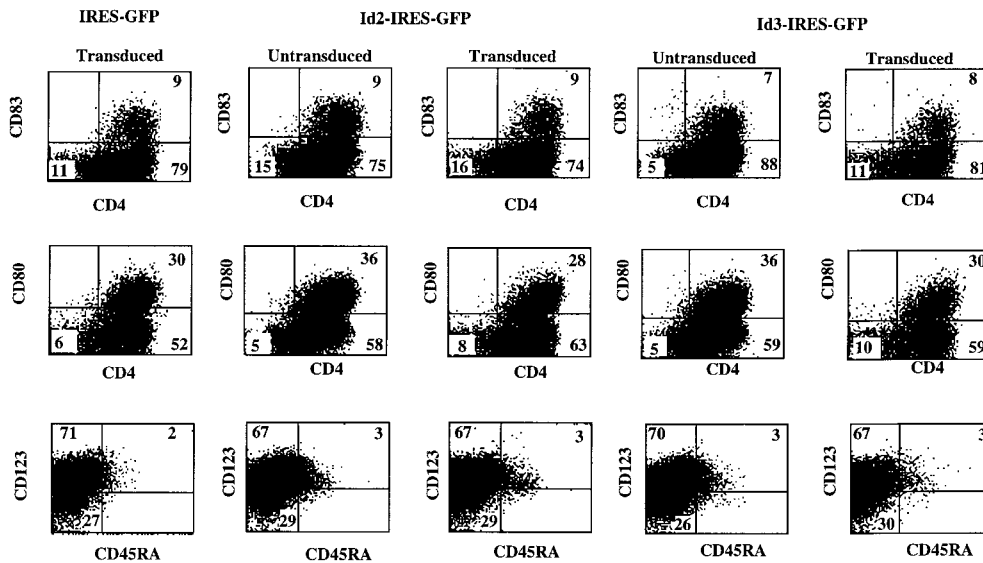 IRES-GFP Id2-IRES-GFP Id3-IRES-GFP
Transduced Untransduced Transduced Untransduced Transduced
CD83 9 CD83 9 CD83 9 CD83 7 CD83 8
11 79 15 75 16 74 5 88 11 81
CD4 CD4 CD4 CD4 CD4
CD80 30 CD80 36 CD80 28 CD80 36 CD80 30
6 52 5 58 8 63 5 59 10 59
CD4 CD4 CD4 CD4 CD4
CD123 71 2 CD123 67 3 CD123 67 3 CD123 70 3 CD123 67 3
27 29 29 26 30
CD45RA CD45RA CD45RA CD45RA CD45RA